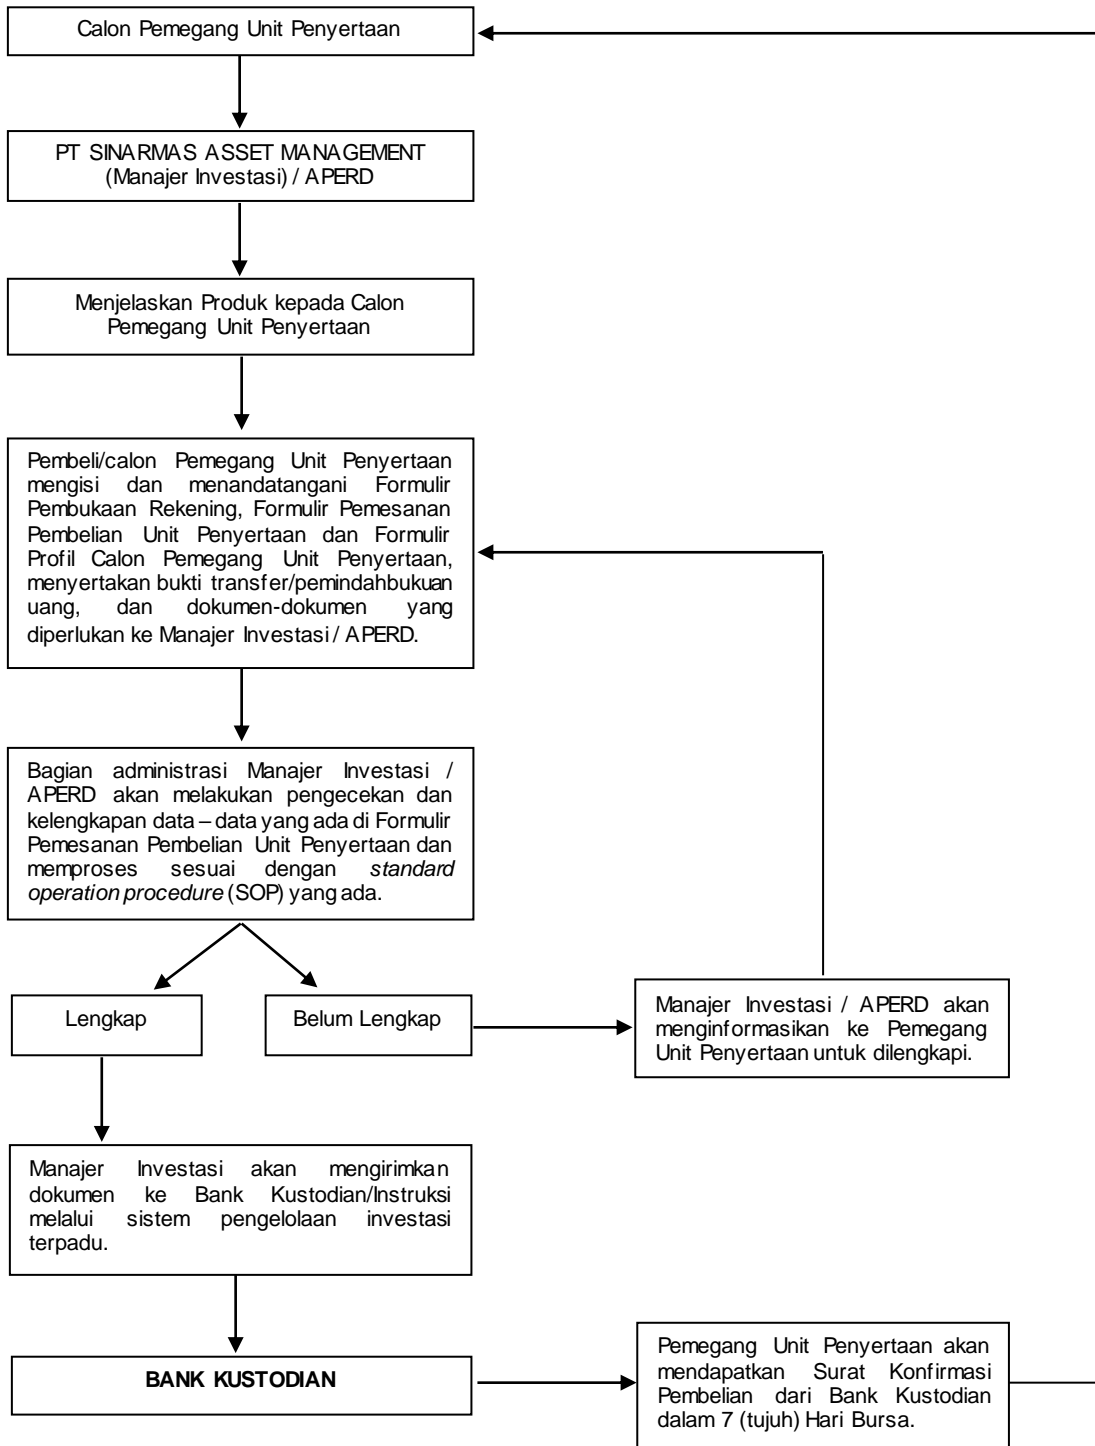 Calon Pemegang Unit Penyertaan
PT SINARMAS ASSET MANAGEMENT
(Manajer Investasi) / APERD
Menjelaskan Produk kepada Calon
Pemegang Unit Penyertaan
Pembeli/calon Pemegang Unit Penyertaan
mengisi dan menandatangani Formulir
Pembukaan Rekening, Formulir Pemesanan
Pembelian Unit Penyertaan dan Formulir
Profil Calon Pemegang Unit Penyertaan,
menyertakan bukti transfer/pemindahbukuan
uang, dan dokumen-dokumen yang
diperlukan ke Manajer Investasi / APERD.
Bagian administrasi Manajer Investasi /
APERD akan melakukan pengecekan dan
kelengkapan data – data yang ada di Formulir
Pemesanan Pembelian Unit Penyertaan dan
memproses sesuai dengan standard
operation procedure (SOP) yang ada.
Lengkap
Belum Lengkap
Manajer Investasi / APERD akan
menginformasikan ke Pemegang
Unit Penyertaan untuk dilengkapi.
Manajer Investasi akan mengirimkan
dokumen ke Bank Kustodian/Instruksi
melalui sistem pengelolaan investasi
terpadu.
BANK KUSTODIAN
Pemegang Unit Penyertaan akan
mendapatkan Surat Konfirmasi
Pembelian dari Bank Kustodian
dalam 7 (tujuh) Hari Bursa.